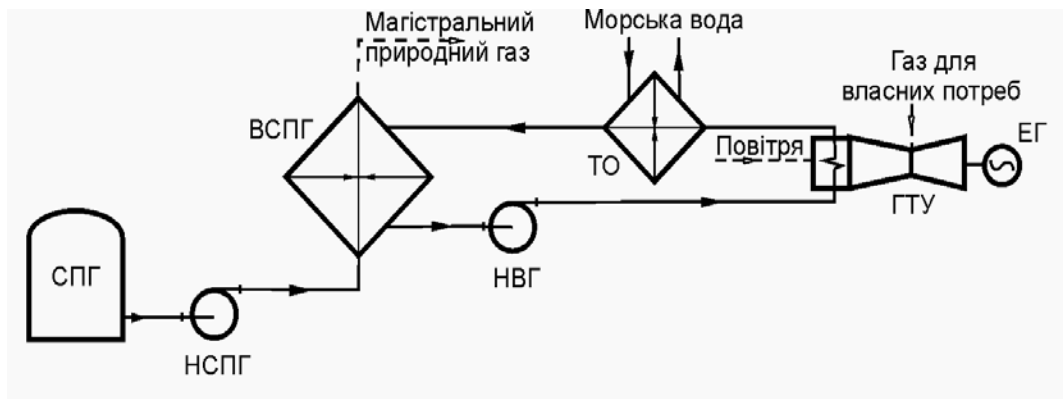 Магістральний
природний газ
Морська вода
Газ для
власних потреб
ВСПГ
ТО
Повітря
ЕГ
ГТУ
СПГ
НСПГ
НВГ